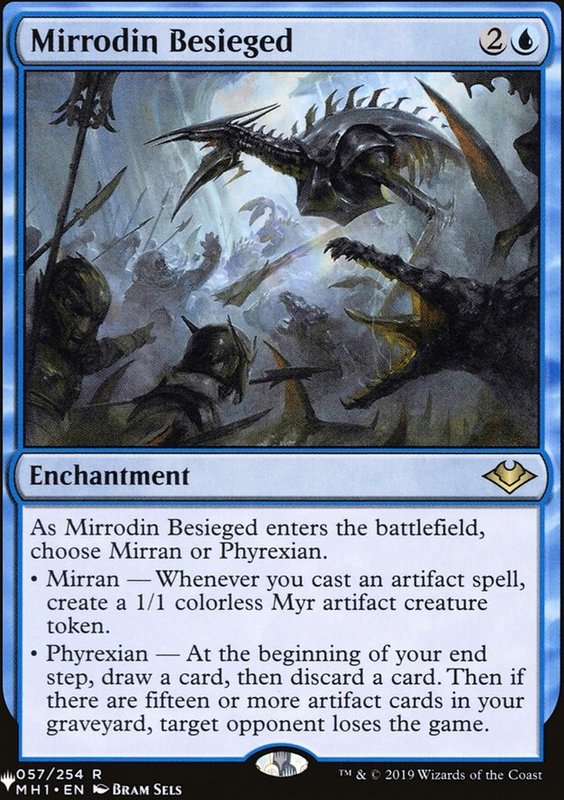 Mirrodin Besieged 2
Enchantment
As Mirrodin Besieged enters the battlefield,
choose Mirran or Phyrexian.
• Mirran — Whenever you cast an artifact spell,
create a 1/1 colorless Myr artifact creature
token.
• Phyrexian — At the beginning of your end
step, draw a card, then discard a card. Then if
there are fifteen or more artifact cards in your
graveyard, target opponent loses the game.
057/254 R
MH1 • EN Bram Sels
™ & © 2019 Wizards of the Coast